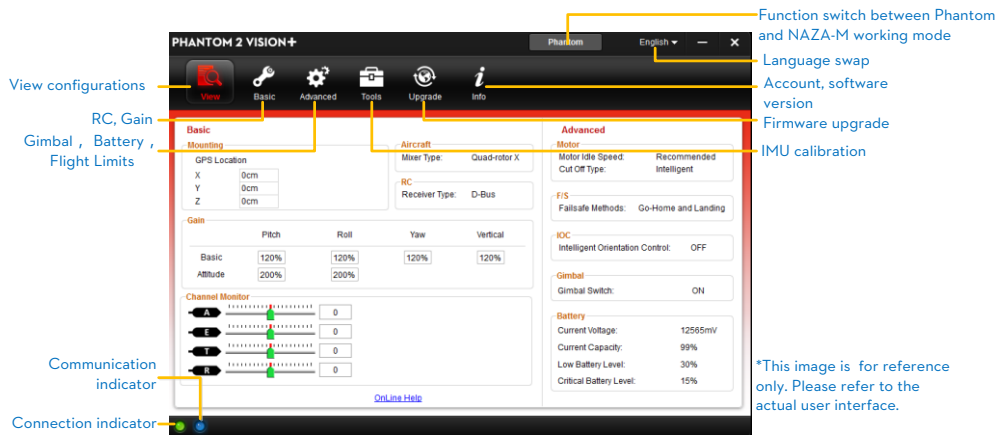 Function switch between Phantom
and NAZA-M working mode
Language swap
Account, software
version
Firmware upgrade
IMU calibration
View configurations
RC, Gain
Gimbal , Battery ,
Flight Limits
PHANTOM 2 VISION+
Phantom
English
View
Basic
Advanced
Tools
Upgrade
Info
Basic
Mounting
GPS Location
X 0cm
Y 0cm
Z 0cm
Aircraft
Mixer Type: Quad-rotor X
RC
Receiver Type: D-Bus
Gain
Pitch Roll Yaw Vertical
Basic 120% 120% 120% 120%
Attitude 200% 200%
Channel Monitor
A 0
E 0
T 0
R 0
OnLine Help
Advanced
Motor
Motor Idle Speed: Recommended
Cut Off Type: Intelligent
F/S
Failsafe Methods: Go-Home and Landing
IOC
Intelligent Orientation Control: OFF
Gimbal
Gimbal Switch: ON
Battery
Current Voltage: 12565mV
Current Capacity: 99%
Low Battery Level: 30%
Critical Battery Level: 15%
Communication
indicator
Connection indicator
*This image is for reference
only. Please refer to the
actual user interface.